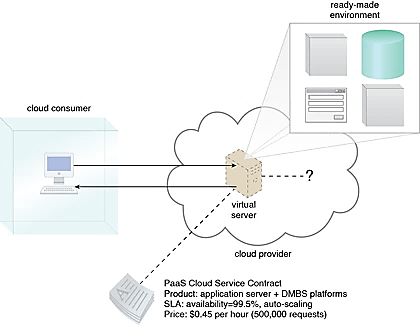 ready-made
environment
cloud consumer
?
virtual
server
cloud provider
PaaS Cloud Service Contract
Product: application server + DMBS platforms
SLA: availability=99.5%, auto-scaling
Price: $0.45 per hour (500,000 requests)